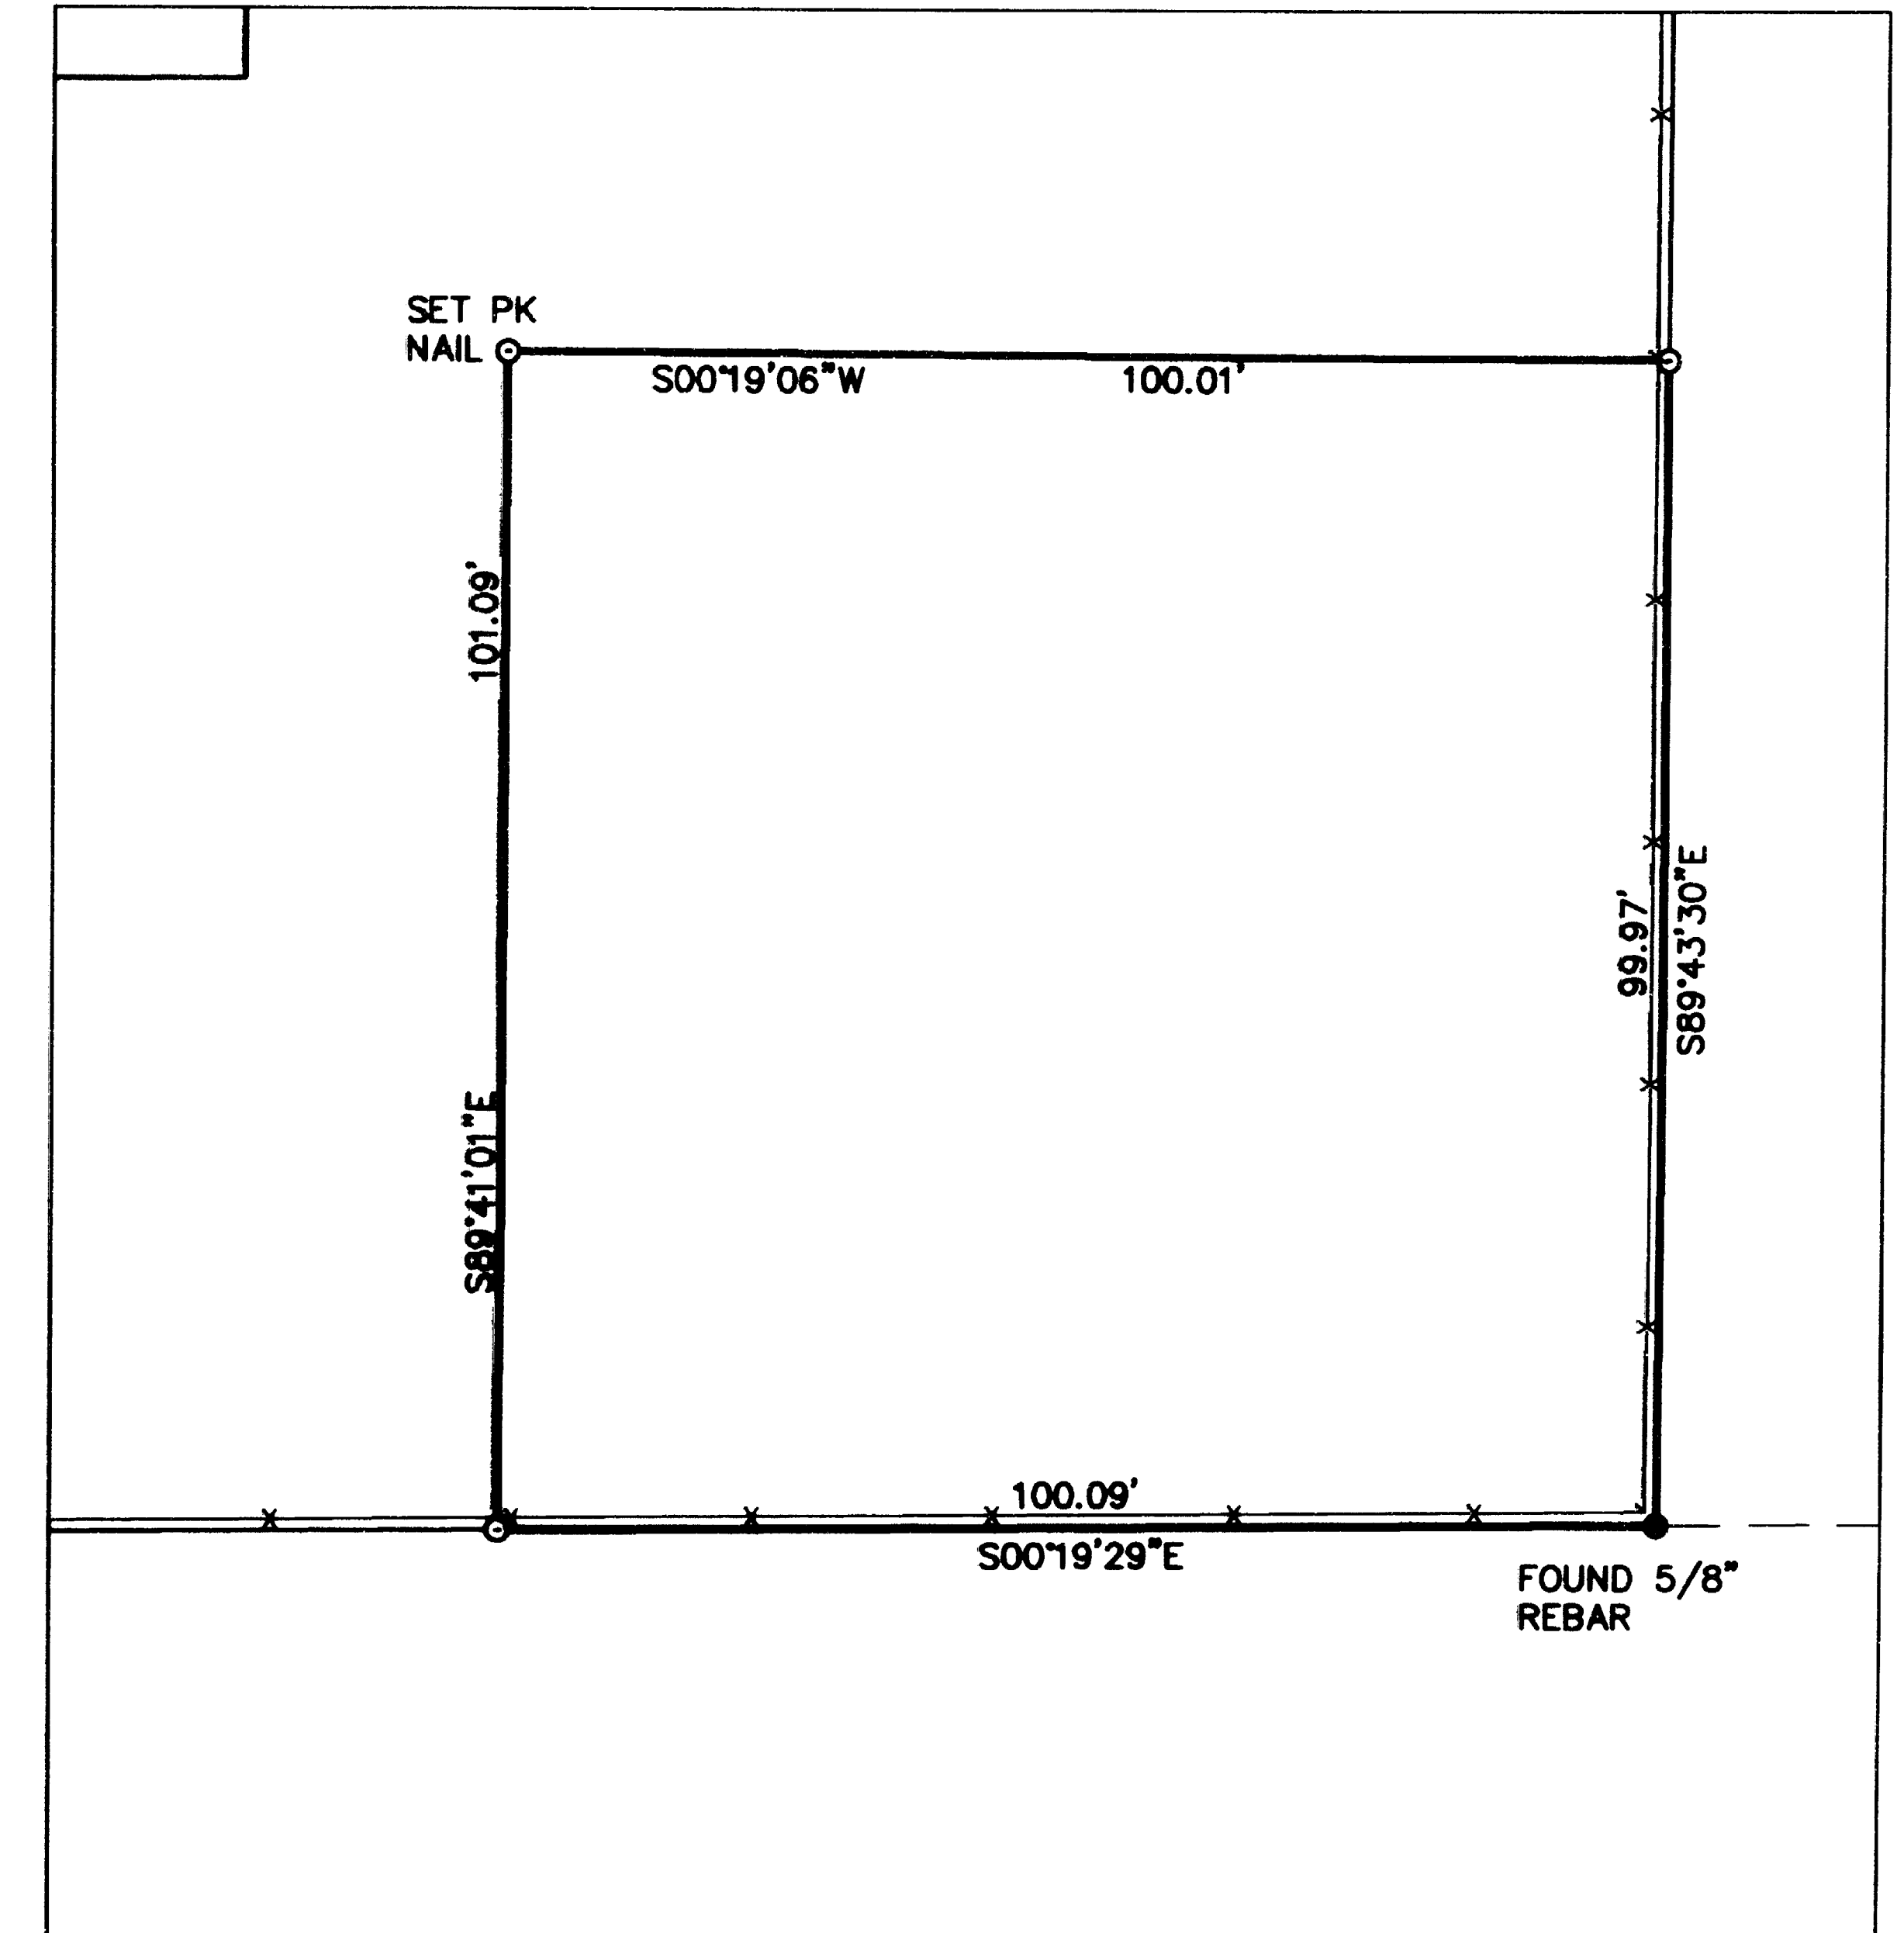 SET PK
NAIL
S00°19'06"W
100.01'
101.09'
S89°41'01"E
99.97'
S89°43'30"E
100.09'
S00°19'29"E
FOUND 5/8"
REBAR